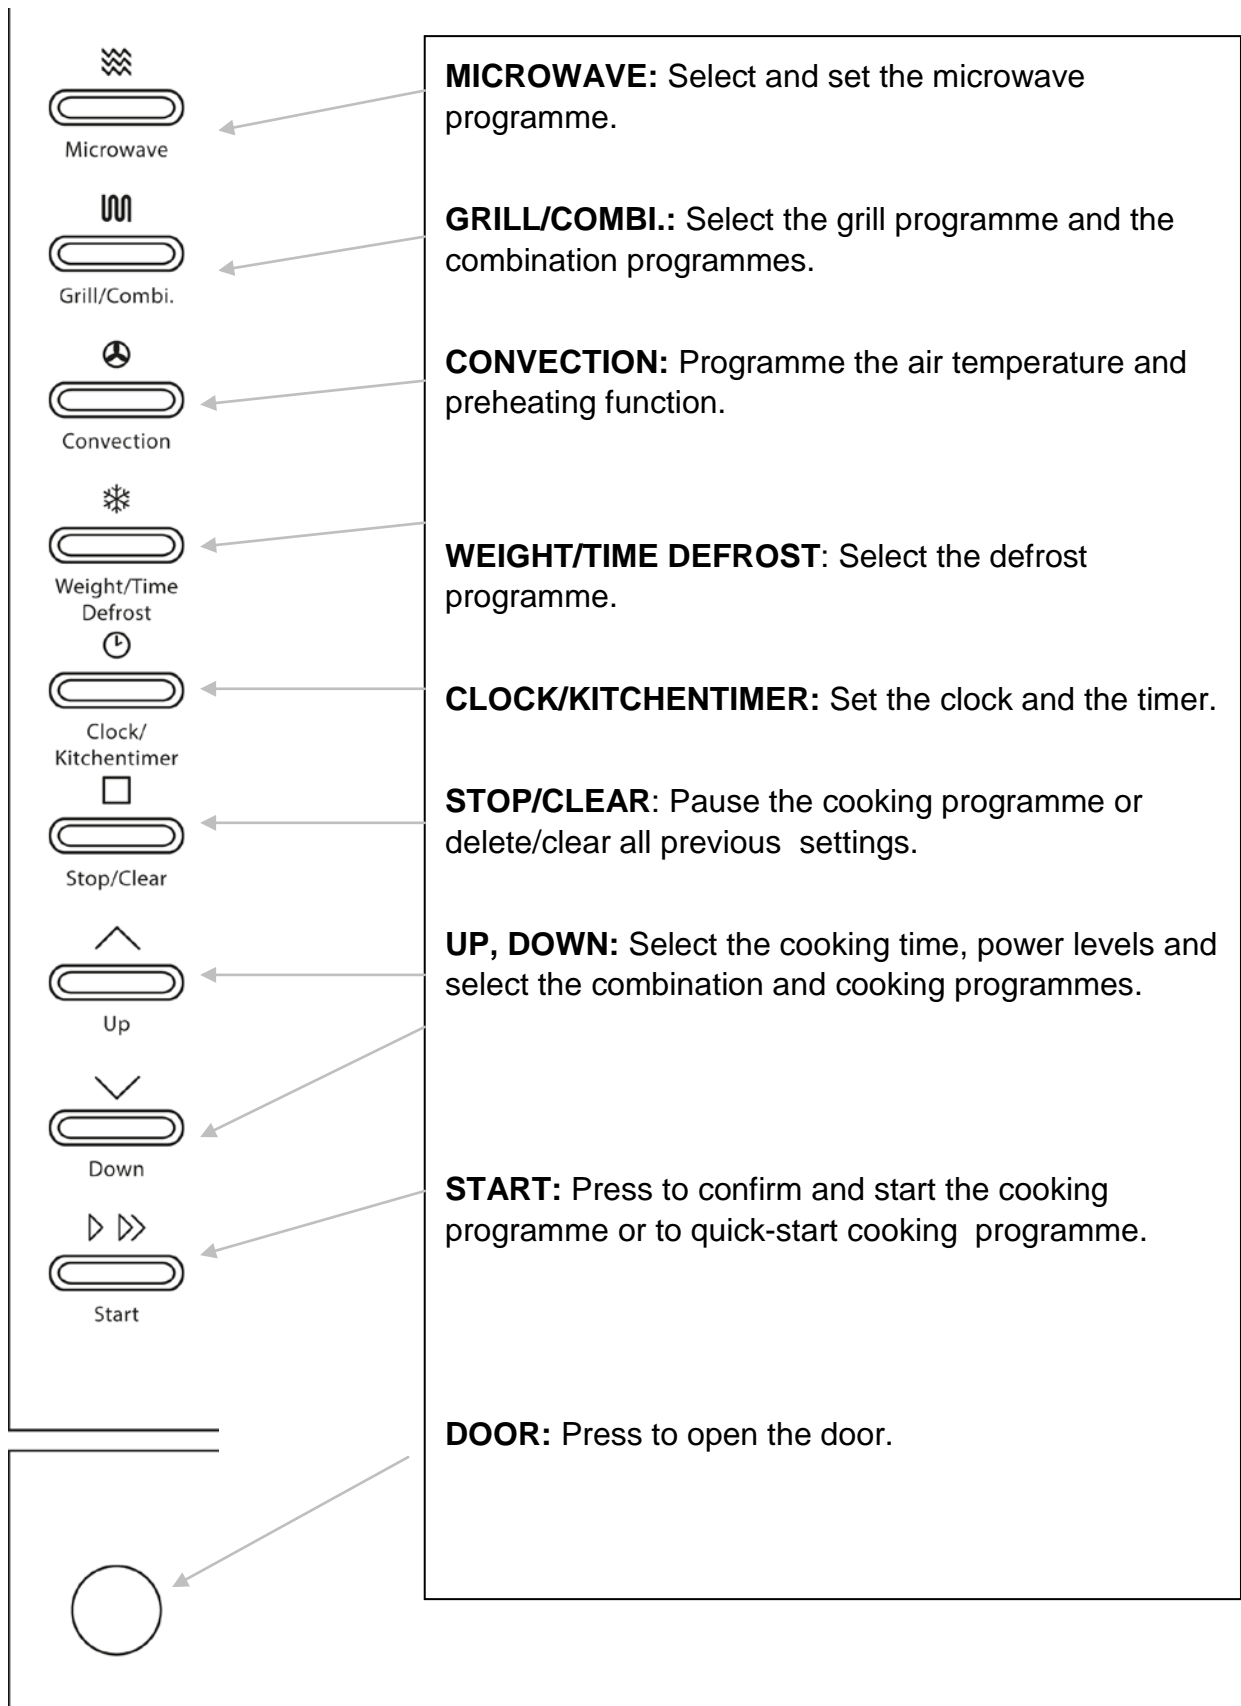 Microwave
Grill/Combi.
Convection
Weight/Time
Defrost
Clock/
Kitchentimer
Stop/Clear
Up
Down
Start
MICROWAVE: Select and set the microwave
programme.
GRILL/COMBI.: Select the grill programme and the
combination programmes.
CONVECTION: Programme the air temperature and
preheating function.
WEIGHT/TIME DEFROST: Select the defrost
programme.
CLOCK/KITCHENTIMER: Set the clock and the timer.
STOP/CLEAR: Pause the cooking programme or
delete/clear all previous settings.
UP, DOWN: Select the cooking time, power levels and
select the combination and cooking programmes.
START: Press to confirm and start the cooking
programme or to quick-start cooking programme.
DOOR: Press to open the door.